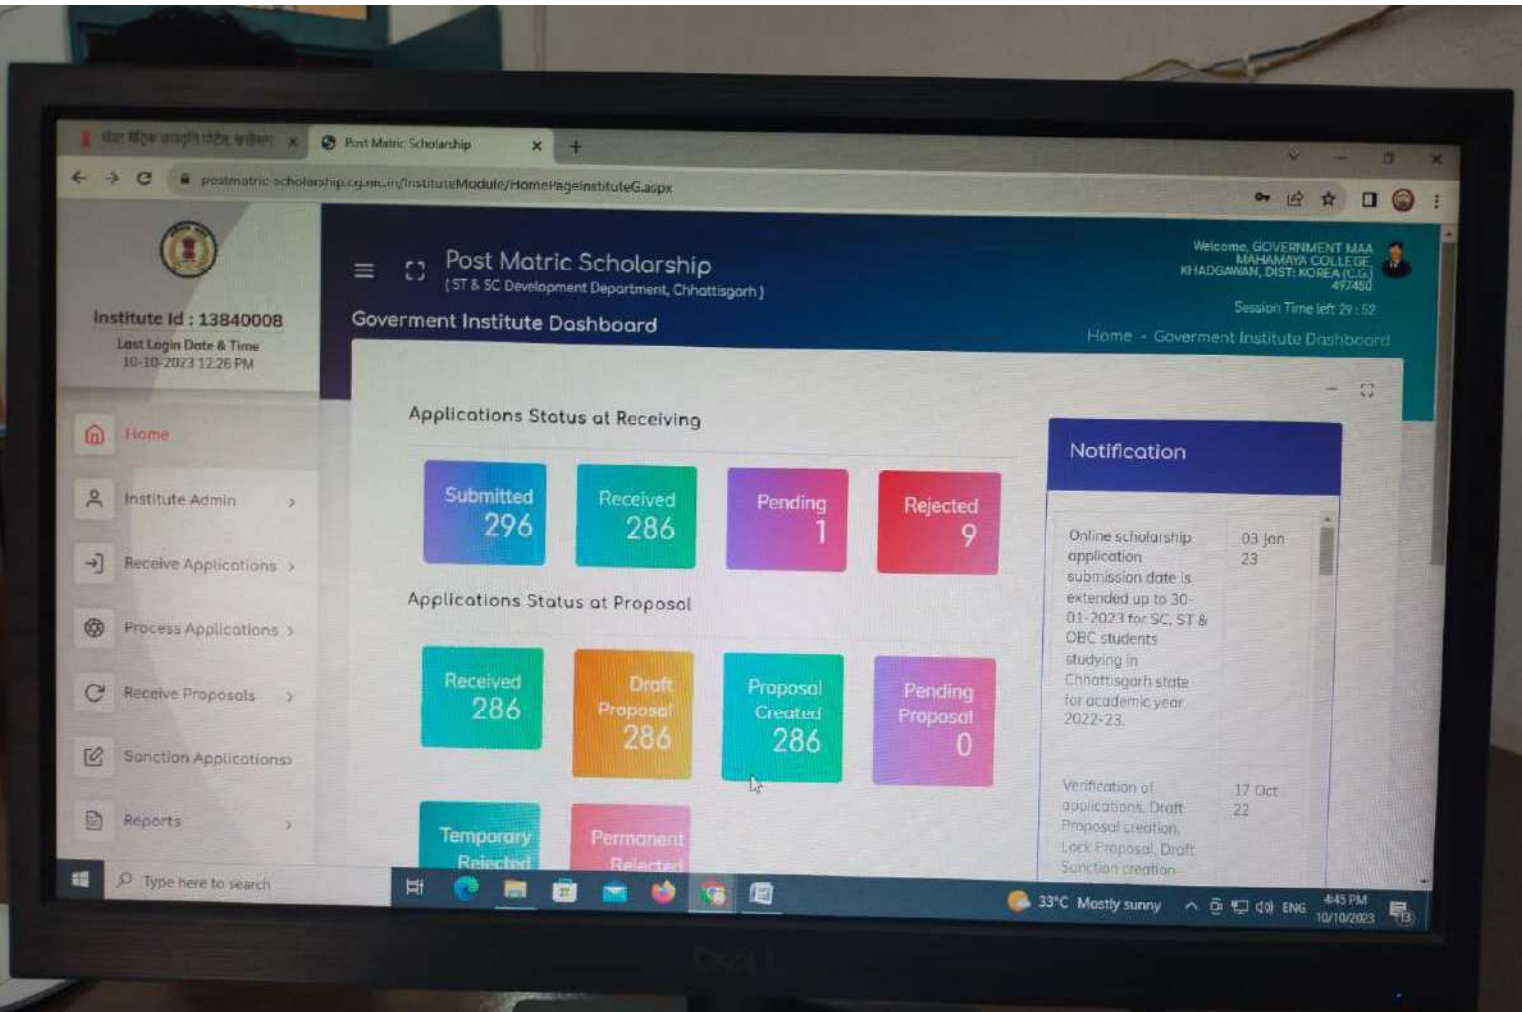 पोस्ट मैट्रिक छात्रवृत्ति पोर्टल, छत्तीसग
Post Matric Scholarship
postmatric-scholarship.cg.nic.in/InstituteModule/HomePageInstituteG.aspx
Institute Id : 13840008
Last Login Date & Time
10-10-2023 12:26 PM
Home
Institute Admin
Receive Applications
Process Applications
Receive Proposals
Sanction Applications
Reports
Post Matric Scholarship
( ST & SC Development Department, Chhattisgarh )
Goverment Institute Dashboard
Welcome, GOVERNMENT MAA
MAHAMAYA COLLEGE,
KHADGAWAN, DIST: KOREA (C.G.)
497450
Session Time left 29 : 52
Home - Goverment Institute Dashboard
Applications Status at Receiving
Submitted
296
Received
286
Pending
1
Rejected
9
Applications Status at Proposal
Received
286
Draft
Proposal
286
Proposal
Created
286
Pending
Proposal
0
Temporary
Rejected
Permanent
Rejected
Notification
Online scholarship
application
submission date is
extended up to 30-
01-2023 for SC, ST &
OBC students
studying in
Chhattisgarh state
for academic year
2022-23.
03 Jan
23
Verification of
applications, Draft
Proposal creation,
Lock Proposal, Draft
Sanction creation
17 Oct
22
Type here to search
33°C Mostly sunny
ENG
4:45 PM
10/10/2023
13
DELL